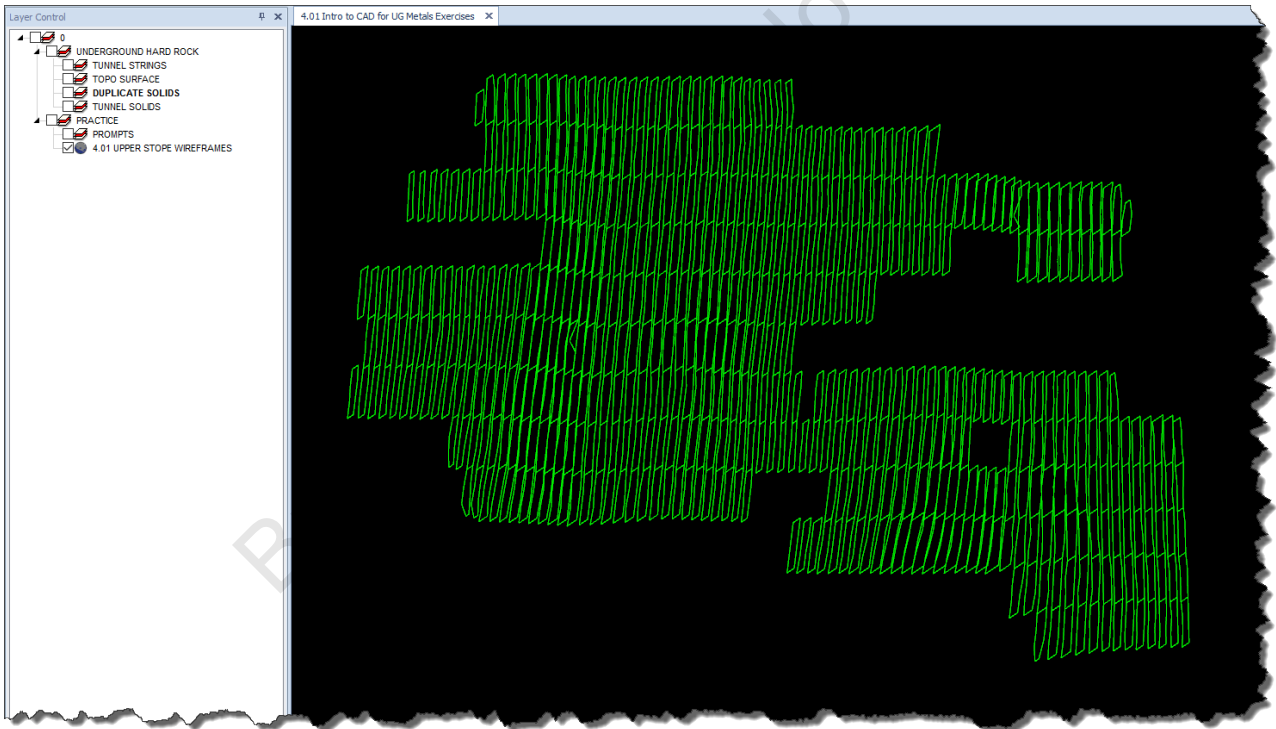 Layer Control
4.01 Intro to CAD for UG Metals Exercises
0
UNDERGROUND HARD ROCK
TUNNEL STRINGS
TOPO SURFACE
DUPLICATE SOLIDS
TUNNEL SOLIDS
PRACTICE
PROMPTS
4.01 UPPER STOPE WIREFRAMES